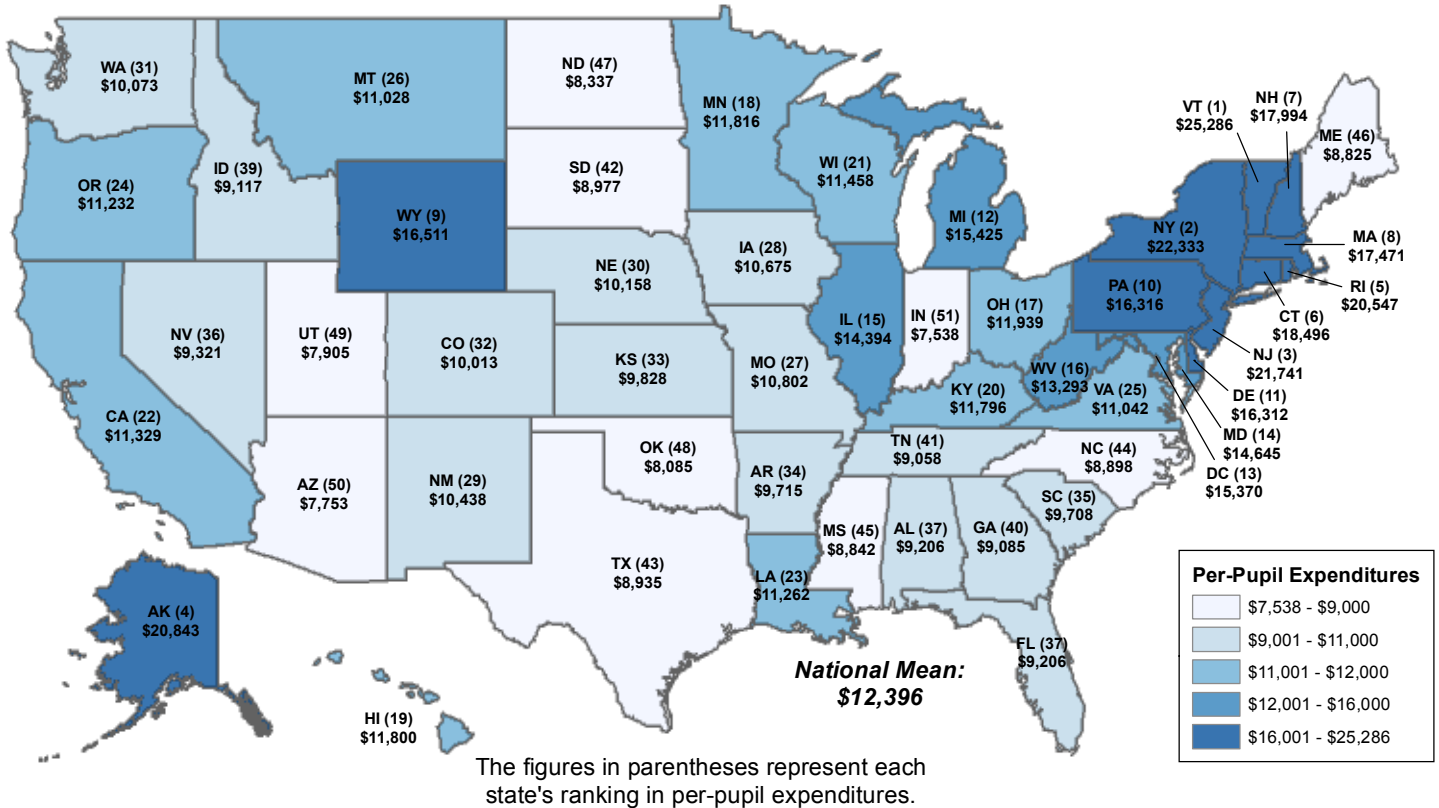 WA (31)
$10,073
MT (26)
$11,028
ND (47)
$8,337
MN (18)
$11,816
VT (1)
$25,286
NH (7)
$17,994
ME (46)
$8,825
OR (24)
$11,232
ID (39)
$9,117
WY (9)
$16,511
SD (42)
$8,977
WI (21)
$11,458
MI (12)
$15,425
NY (2)
$22,333
MA (8)
$17,471
RI (5)
$20,547
CT (6)
$18,496
NJ (3)
$21,741
DE (11)
$16,312
MD (14)
$14,645
DC (13)
$15,370
NV (36)
$9,321
UT (49)
$7,905
CO (32)
$10,013
NE (30)
$10,158
IA (28)
$10,675
IL (15)
$14,394
IN (51)
$7,538
OH (17)
$11,939
PA (10)
$16,316
CA (22)
$11,329
KS (33)
$9,828
MO (27)
$10,802
KY (20)
$11,796
WV (16)
$13,293
VA (25)
$11,042
AZ (50)
$7,753
NM (29)
$10,438
OK (48)
$8,085
AR (34)
$9,715
TN (41)
$9,058
NC (44)
$8,898
SC (35)
$9,708
TX (43)
$8,935
LA (23)
$11,262
MS (45)
$8,842
AL (37)
$9,206
GA (40)
$9,085
FL (37)
$9,206
AK (4)
$20,843
HI (19)
$11,800
National Mean:
$12,396
Per-Pupil Expenditures
$7,538 - $9,000
$9,001 - $11,000
$11,001 - $12,000
$12,001 - $16,000
$16,001 - $25,286
The figures in parentheses represent each
state's ranking in per-pupil expenditures.